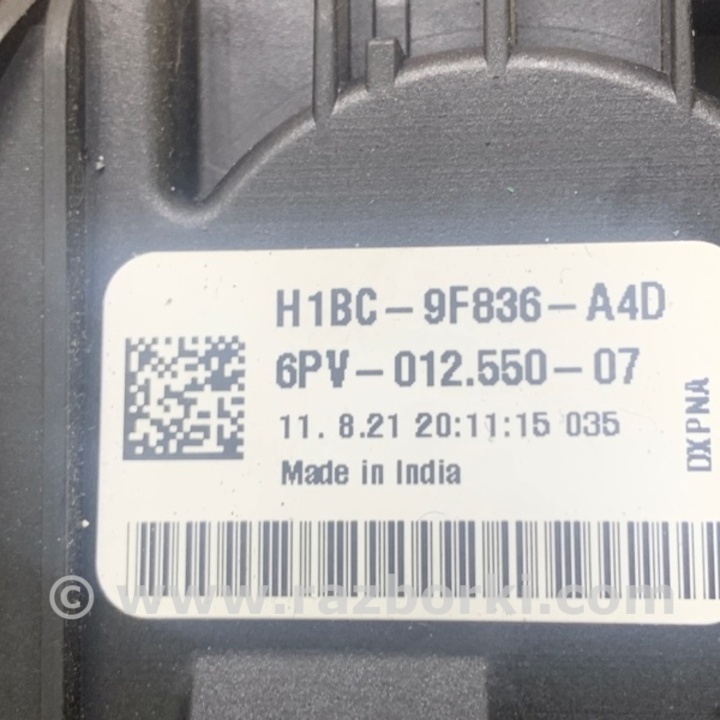 H1BC-9F836-A4D
6PV-012.550-07
11. 8.21 20:11:15 035
Made in India
DXPNA
© www.razborki.com